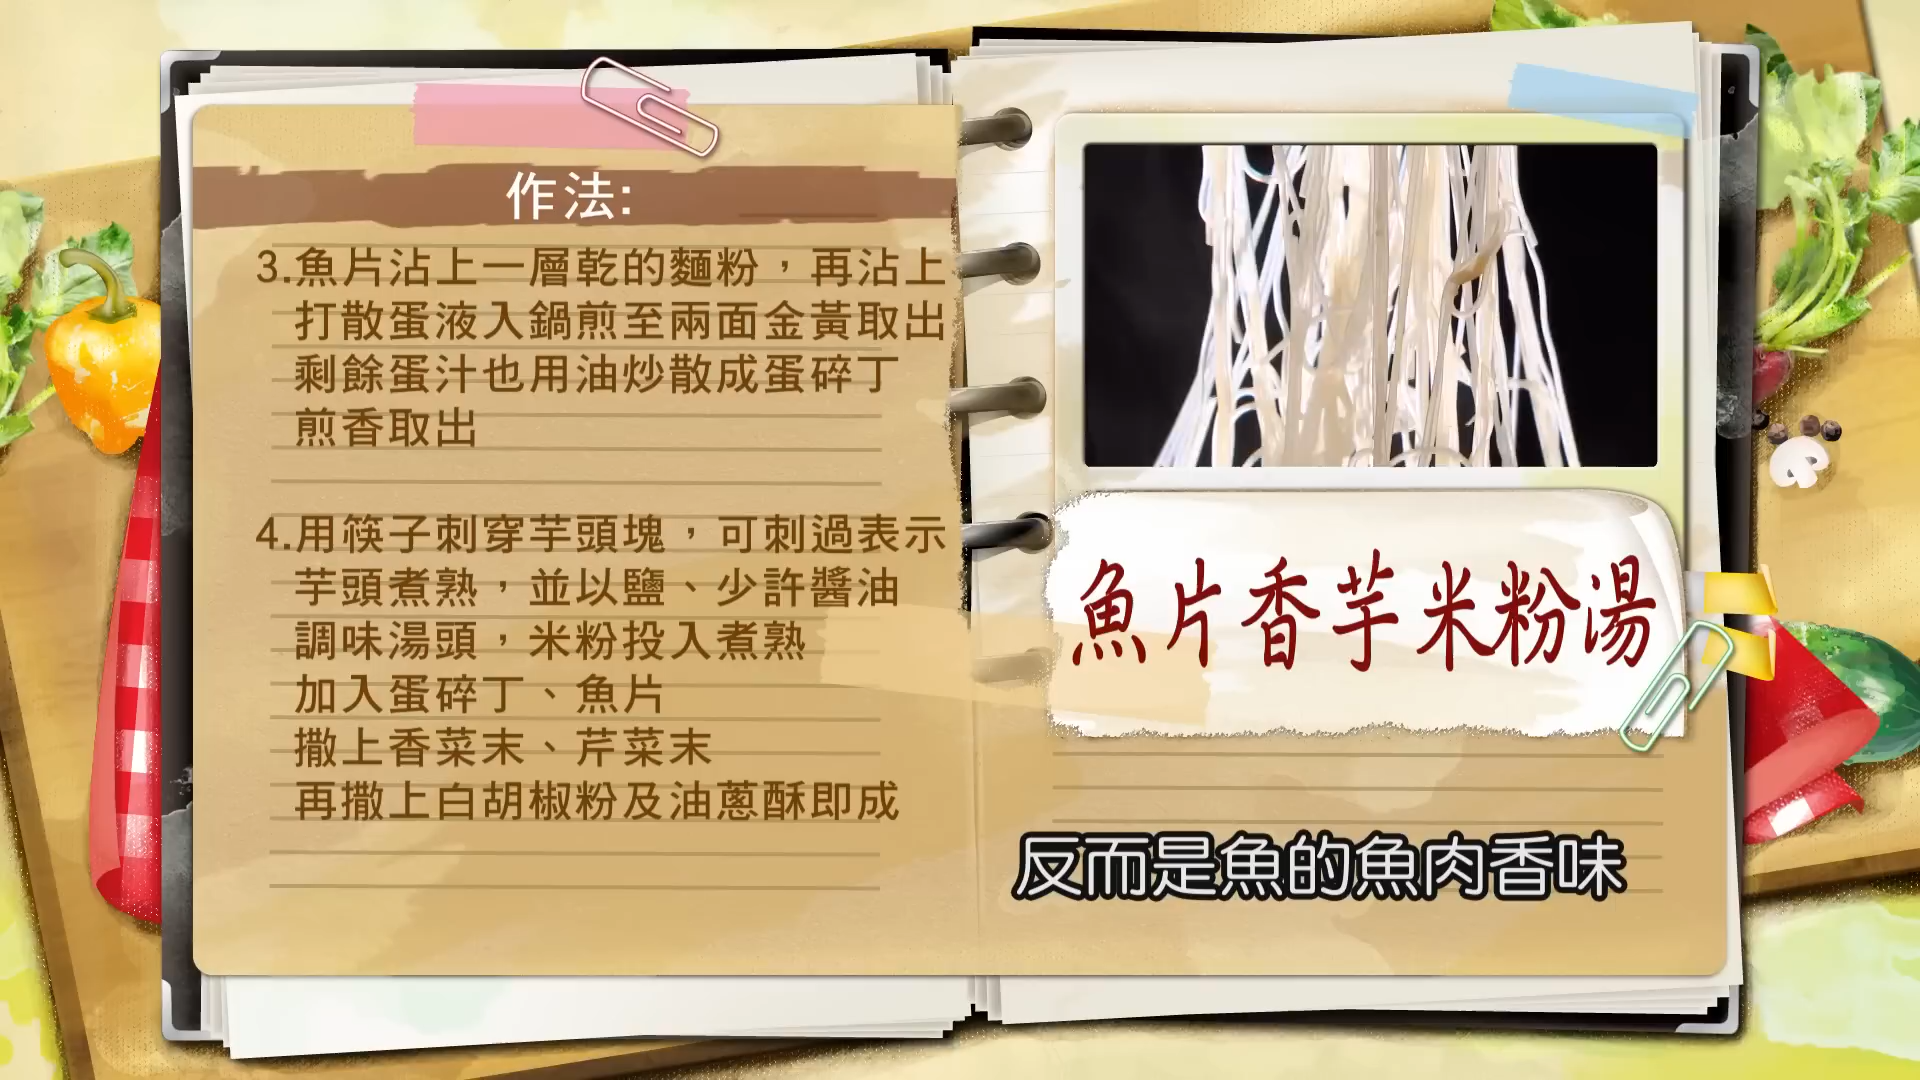 作法:
3.魚片沾上一層乾的麵粉，再沾上
打散蛋液入鍋煎至兩面金黃取出
剩餘蛋汁也用油炒散成蛋碎丁
煎香取出
4.用筷子刺穿芋頭塊，可刺過表示
芋頭煮熟，並以鹽、少許醬油
調味湯頭，米粉投入煮熟
加入蛋碎丁、魚片
撒上香菜末、芹菜末
再撒上白胡椒粉及油蔥酥即成
魚片香芋米粉湯
反而是魚的魚肉香味